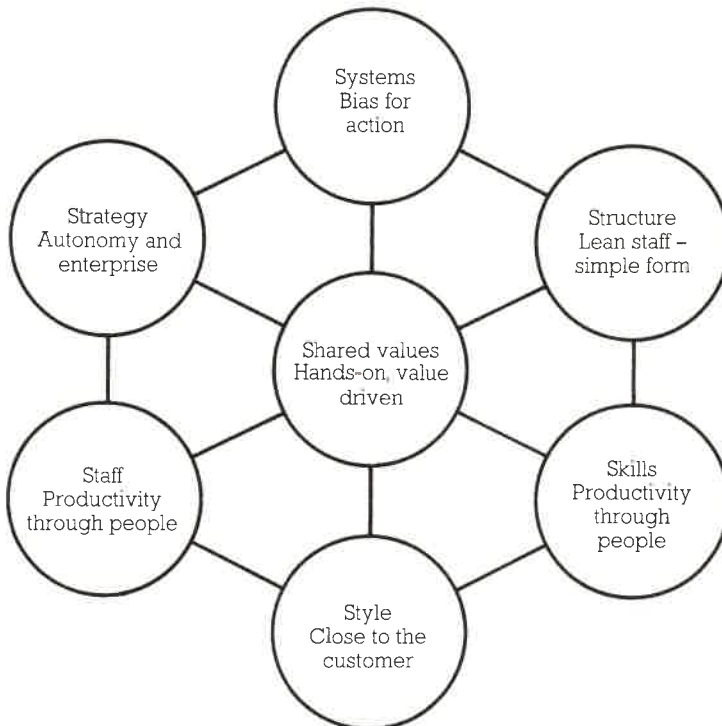 Systems
Bias for
action
Strategy
Autonomy and
enterprise
Structure
Lean staff –
simple form
Shared values
Hands-on, value
driven
Staff
Productivity
through people
Skills
Productivity
through
people
Style
Close to the
customer